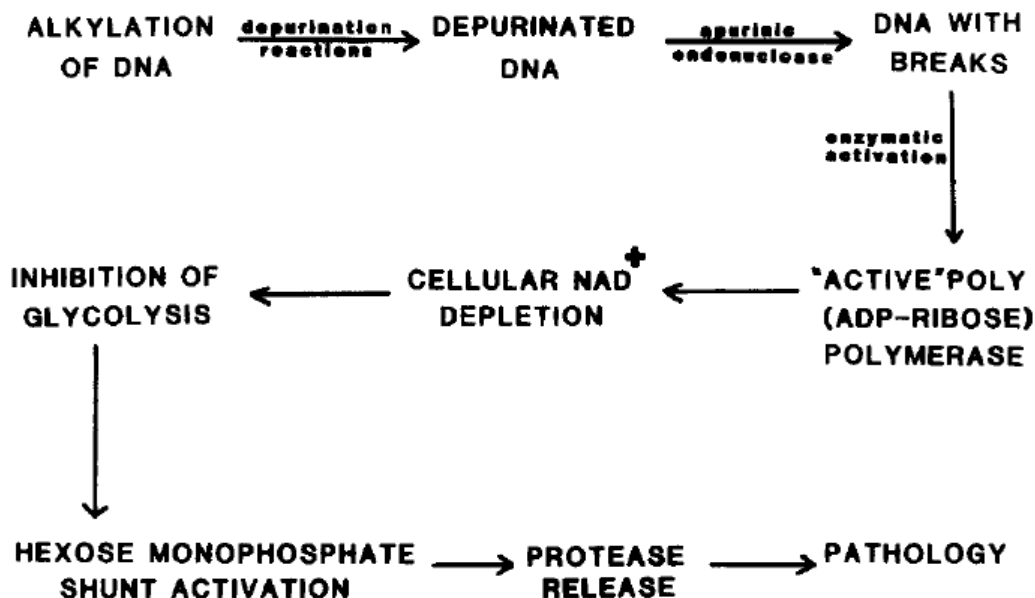 ALKYLATION
OF DNA
depurination
reactions
DEPURINATED
DNA
apurinic
endonuclease
DNA WITH
BREAKS
enzymatic
activation
"ACTIVE" POLY
(ADP-RIBOSE)
POLYMERASE
CELLULAR NAD+
DEPLETION
INHIBITION OF
GLYCOLYSIS
HEXOSE MONOPHOSPHATE
SHUNT ACTIVATION
PROTEASE
RELEASE
PATHOLOGY